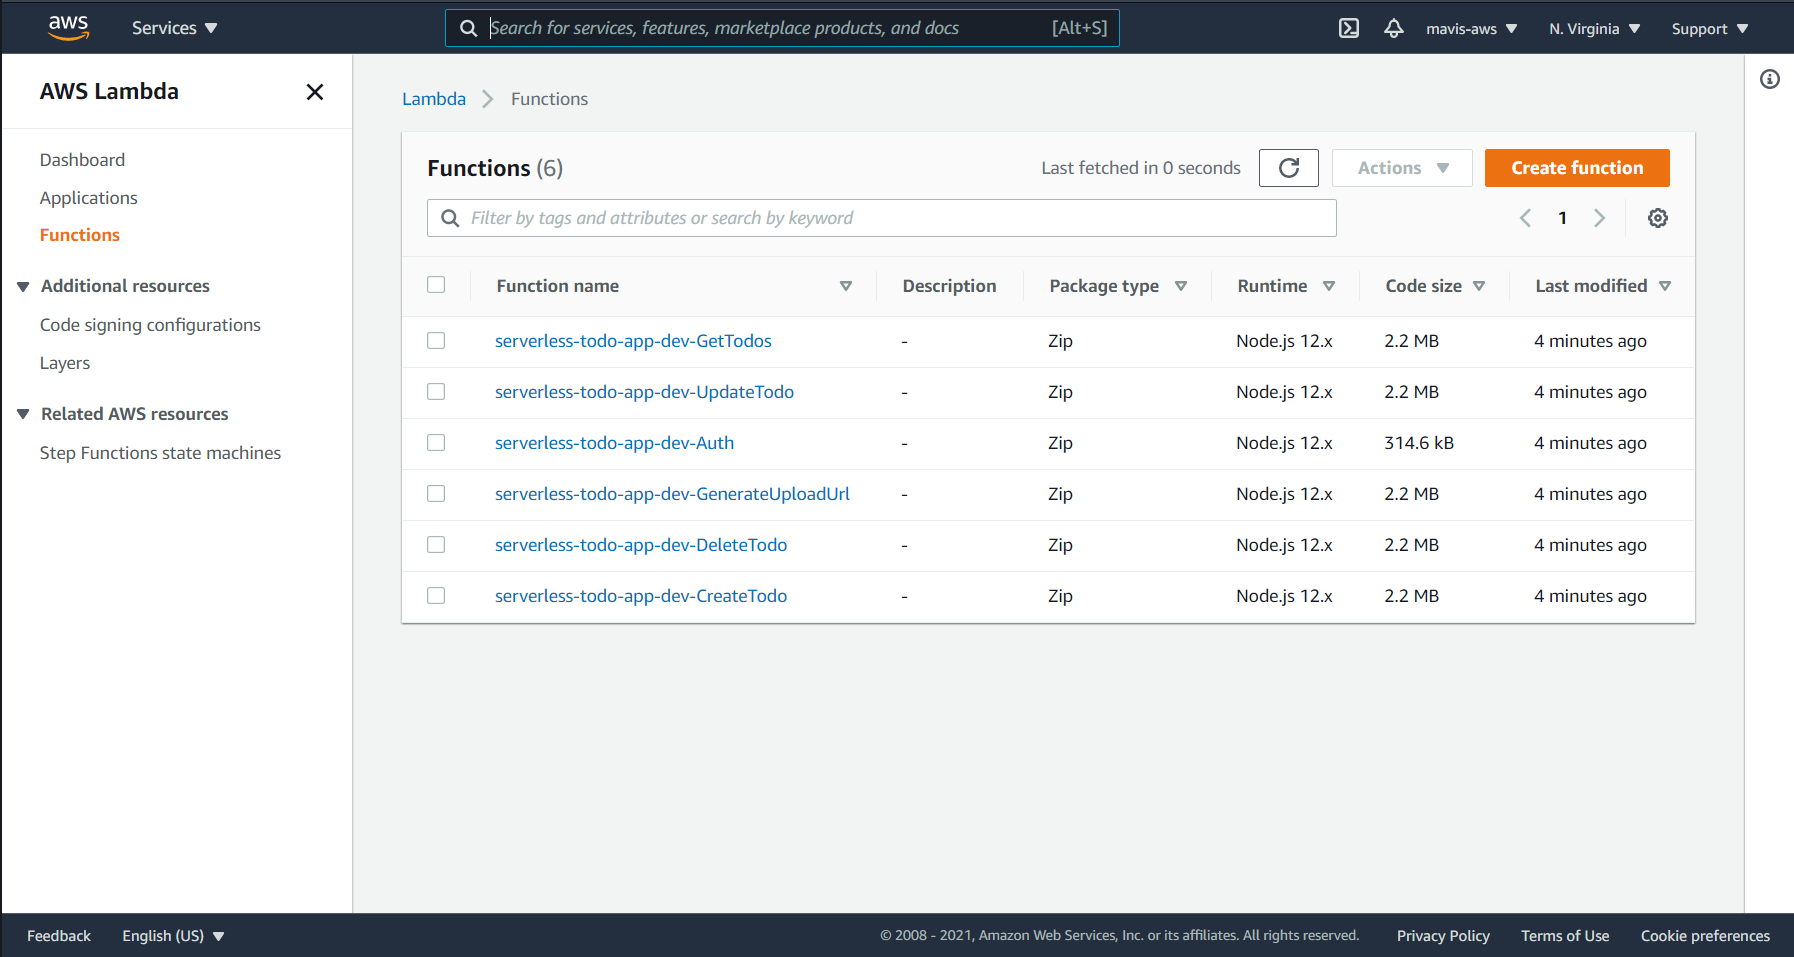 aws Services Search for services, features, marketplace products, and docs [Alt+S] mavis-aws N. Virginia Support
AWS Lambda
Dashboard
Applications
Functions
Additional resources
Code signing configurations
Layers
Related AWS resources
Step Functions state machines
Lambda Functions
Functions (6) Last fetched in 0 seconds Actions Create function
Filter by tags and attributes or search by keyword 1
Function name Description Package type Runtime Code size Last modified
serverless-todo-app-dev-GetTodos - Zip Node.js 12.x 2.2 MB 4 minutes ago
serverless-todo-app-dev-UpdateTodo - Zip Node.js 12.x 2.2 MB 4 minutes ago
serverless-todo-app-dev-Auth - Zip Node.js 12.x 314.6 kB 4 minutes ago
serverless-todo-app-dev-GenerateUploadUrl - Zip Node.js 12.x 2.2 MB 4 minutes ago
serverless-todo-app-dev-DeleteTodo - Zip Node.js 12.x 2.2 MB 4 minutes ago
serverless-todo-app-dev-CreateTodo - Zip Node.js 12.x 2.2 MB 4 minutes ago
Feedback English (US) © 2008 - 2021, Amazon Web Services, Inc. or its affiliates. All rights reserved. Privacy Policy Terms of Use Cookie preferences